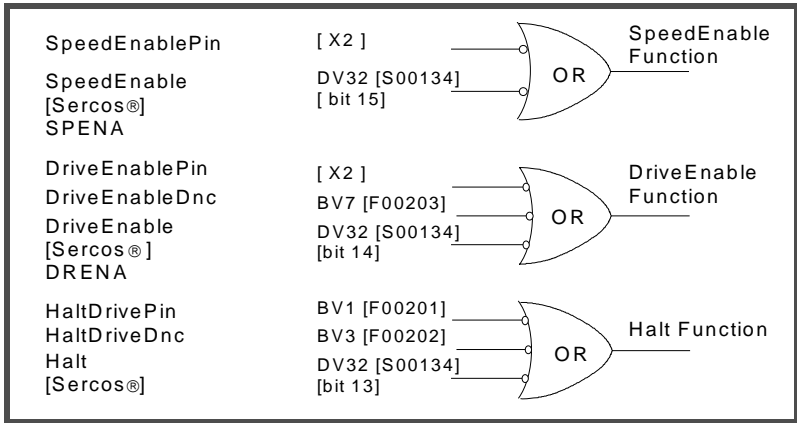 SpeedEnablePin [ X2 ]
SpeedEnable
Function
SpeedEnable DV32 [S00134]
[Sercos®] [ bit 15]
SPENA
OR
DriveEnablePin [ X2 ]
DriveEnable
Function
DriveEnableDnc BV7 [F00203]
DriveEnable DV32 [S00134]
[Sercos ® ] [bit 14]
DRENA
OR
HaltDrivePin BV1 [F00201]
HaltDriveDnc BV3 [F00202]
Halt DV32 [S00134]
[Sercos®] [bit 13]
OR
Halt Function